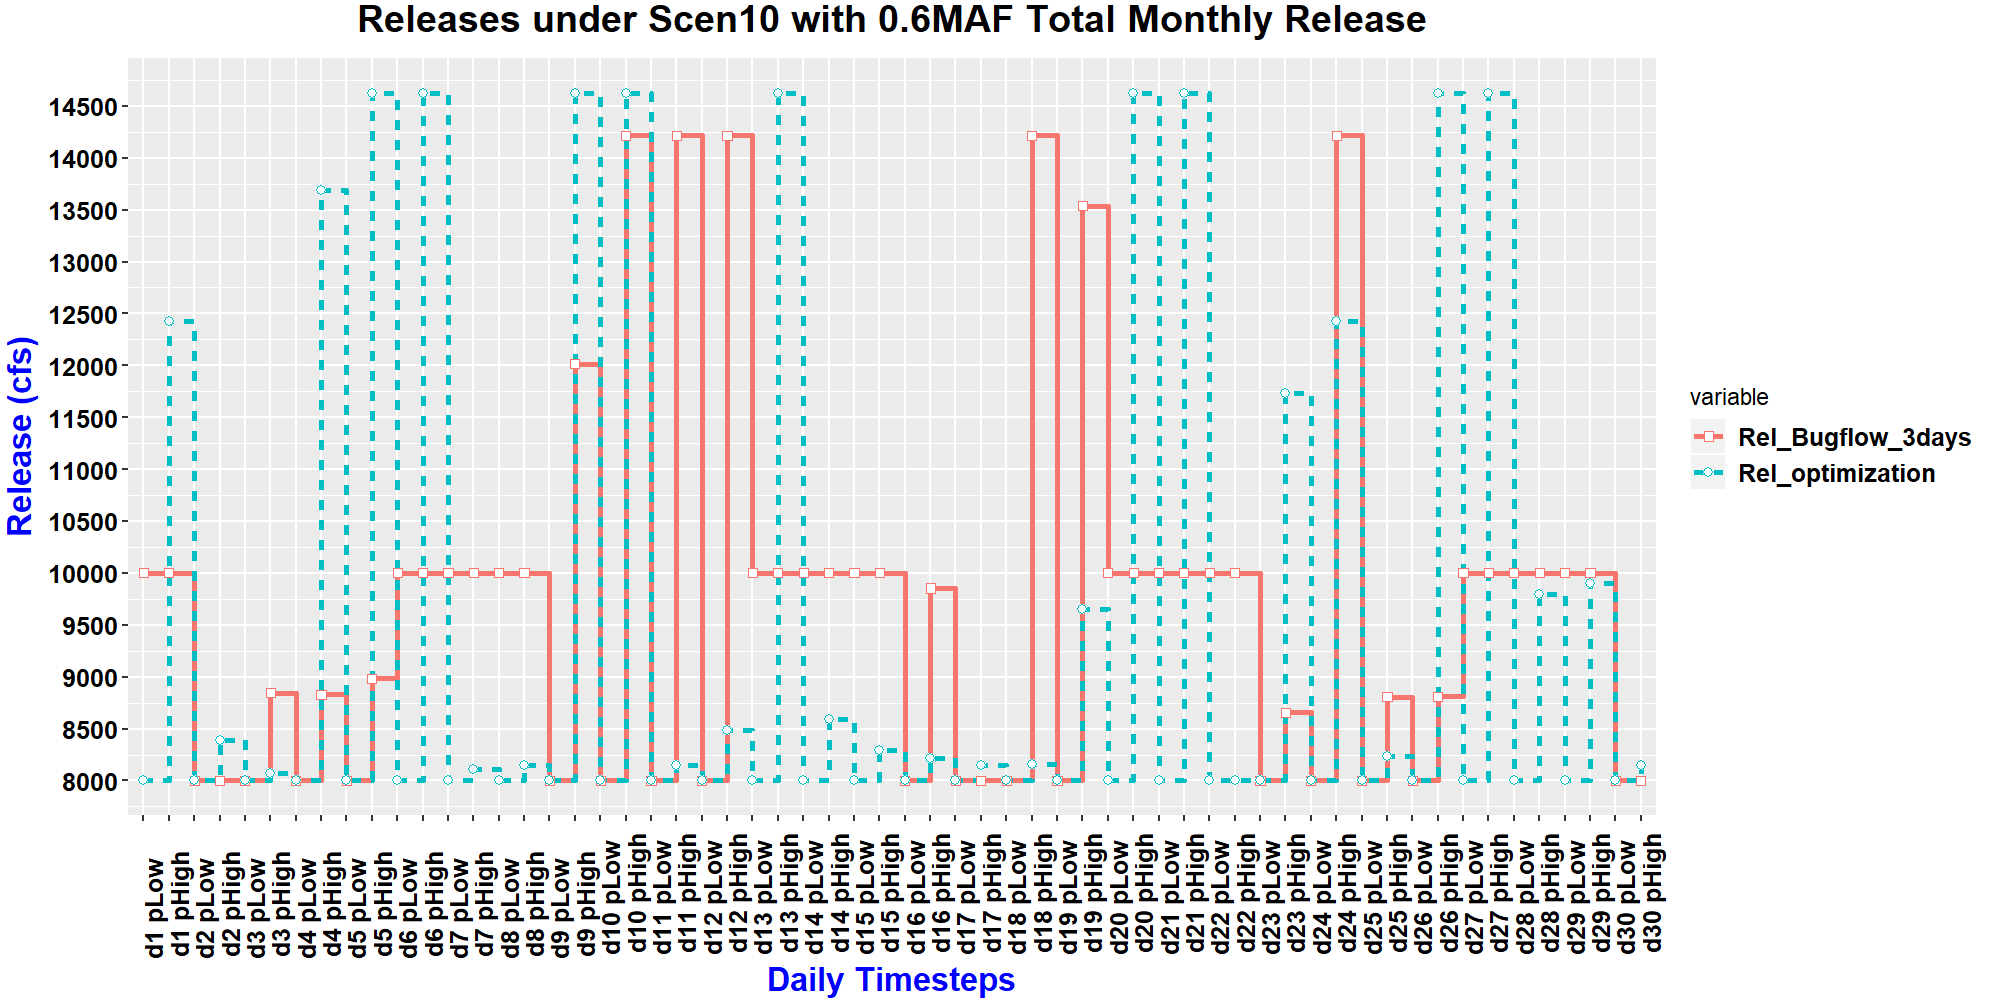 Releases under Scen10 with 0.6MAF Total Monthly Release
14500
14000
13500
13000
12500
12000
11500
11000
10500
10000
9500
9000
8500
8000
Release (cfs)
d1 pLow
d1 pHigh
d2 pLow
d2 pHigh
d3 pLow
d3 pHigh
d4 pLow
d4 pHigh
d5 pLow
d5 pHigh
d6 pLow
d6 pHigh
d7 pLow
d7 pHigh
d8 pLow
d8 pHigh
d9 pLow
d9 pHigh
d10 pLow
d10 pHigh
d11 pLow
d11 pHigh
d12 pLow
d12 pHigh
d13 pLow
d13 pHigh
d14 pLow
d14 pHigh
d15 pLow
d15 pHigh
d16 pLow
d16 pHigh
d17 pLow
d17 pHigh
d18 pLow
d18 pHigh
d19 pLow
d19 pHigh
d20 pLow
d20 pHigh
d21 pLow
d21 pHigh
d22 pLow
d22 pHigh
d23 pLow
d23 pHigh
d24 pLow
d24 pHigh
d25 pLow
d25 pHigh
d26 pLow
d26 pHigh
d27 pLow
d27 pHigh
d28 pLow
d28 pHigh
d29 pLow
d29 pHigh
d30 pLow
d30 pHigh
Daily Timesteps
variable
Rel_Bugflow_3days
Rel_optimization